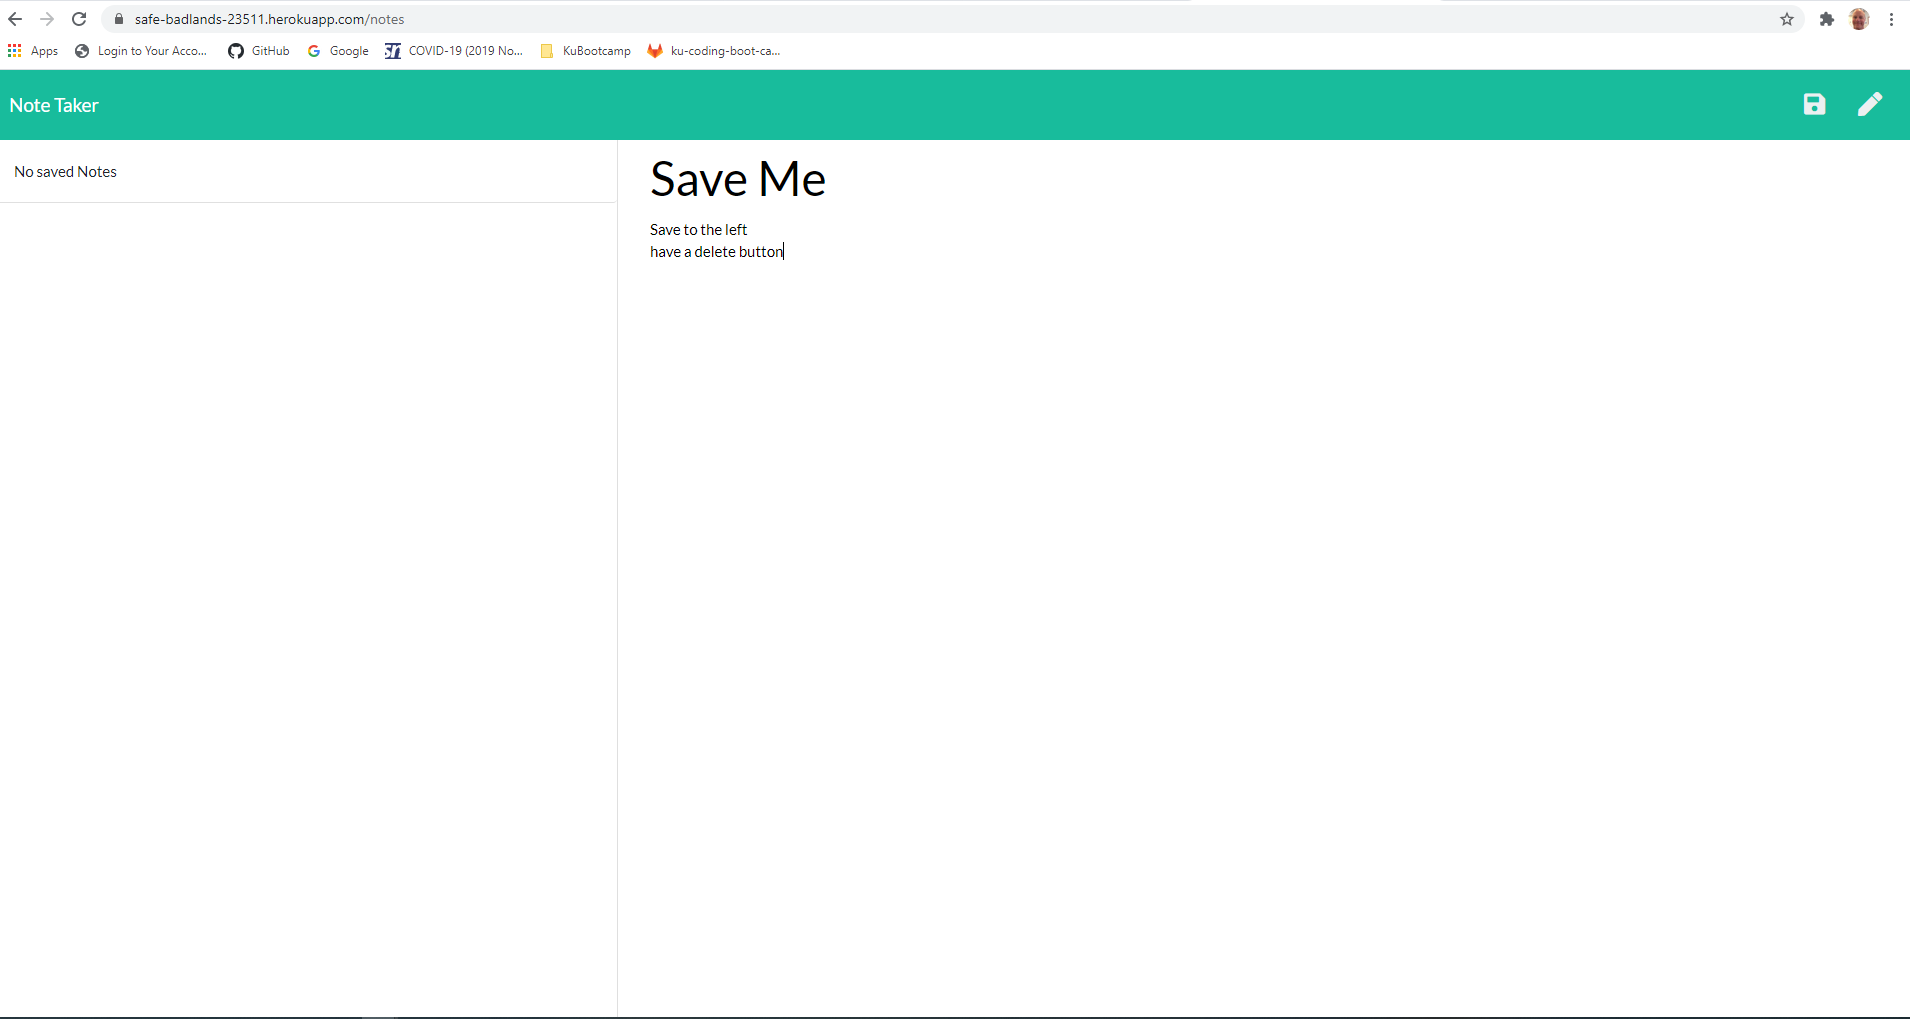 safe-badlands-23511.herokuapp.com/notes
Apps Login to Your Acco... GitHub Google COVID-19 (2019 No... KuBootcamp ku-coding-boot-ca...
Note Taker
No saved Notes
Save Me
Save to the left
have a delete button